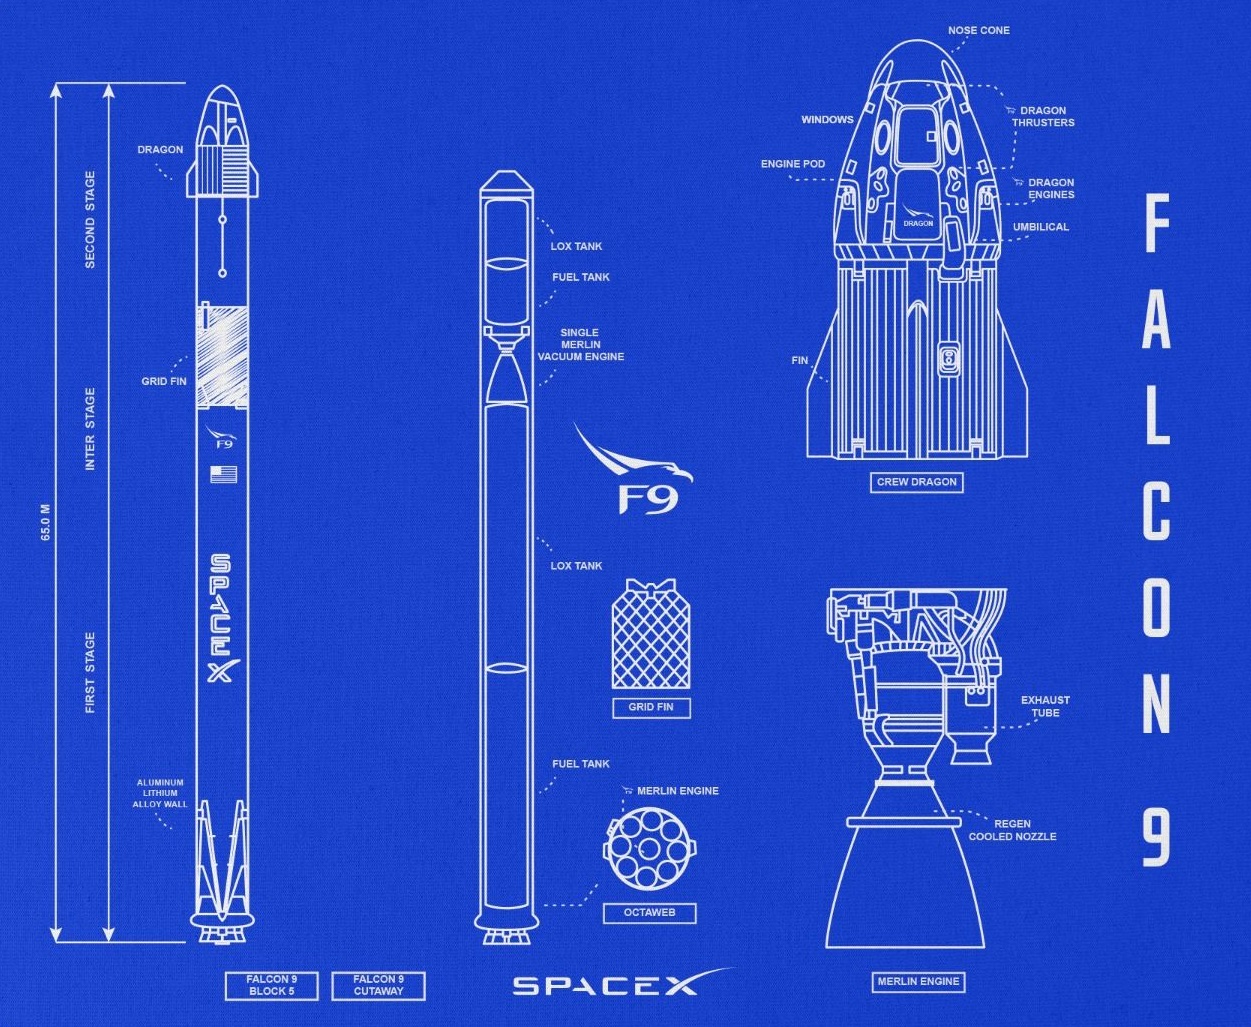 NOSE CONE
DRAGON
THRUSTERS
WINDOWS
ENGINE POD
DRAGON
ENGINES
UMBILICAL
DRAGON
FIN
CREW DRAGON
DRAGON
SECOND STAGE
GRID FIN
INTER STAGE
65.0 M
F9
SPACEX
FIRST STAGE
ALUMINUM
LITHIUM
ALLOY WALL
FALCON 9
BLOCK 5
LOX TANK
FUEL TANK
SINGLE
MERLIN
VACUUM ENGINE
F9
LOX TANK
GRID FIN
FUEL TANK
MERLIN ENGINE
OCTAWEB
FALCON 9
CUTAWAY
SPACEX
EXHAUST
TUBE
REGEN
COOLED NOZZLE
MERLIN ENGINE
FALCON 9